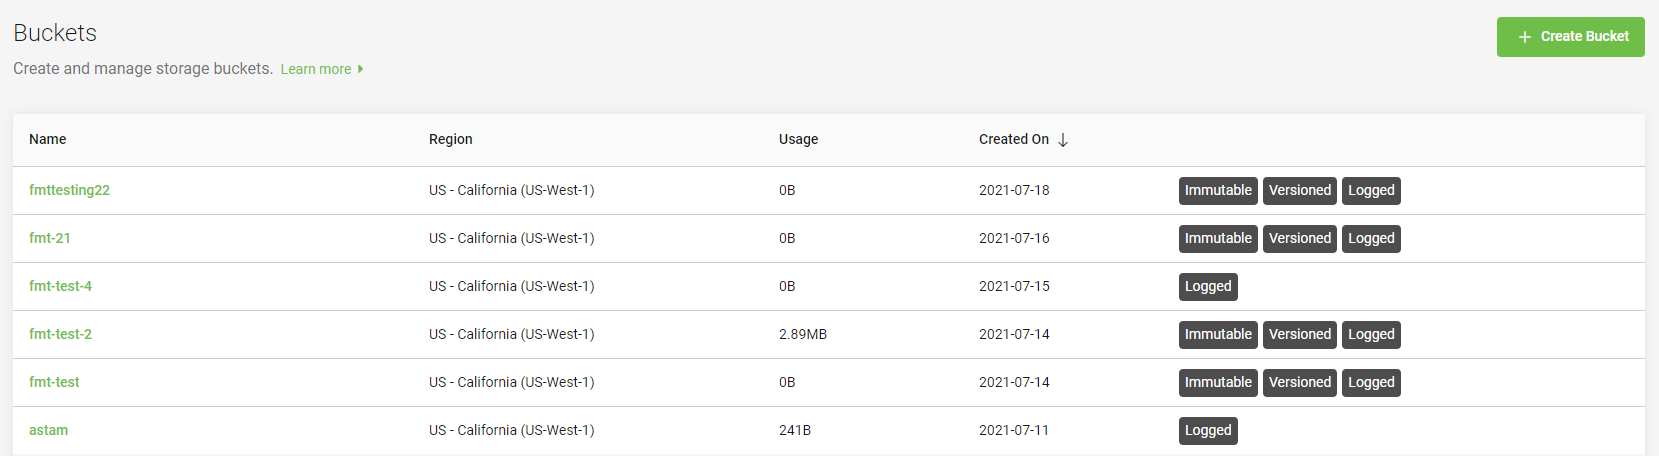 Buckets
+ Create Bucket
Create and manage storage buckets. Learn more
Name Region Usage Created On ↓
fmttesting22 US - California (US-West-1) 0B 2021-07-18 Immutable Versioned Logged
fmt-21 US - California (US-West-1) 0B 2021-07-16 Immutable Versioned Logged
fmt-test-4 US - California (US-West-1) 0B 2021-07-15 Logged
fmt-test-2 US - California (US-West-1) 2.89MB 2021-07-14 Immutable Versioned Logged
fmt-test US - California (US-West-1) 0B 2021-07-14 Immutable Versioned Logged
astam US - California (US-West-1) 241B 2021-07-11 Logged